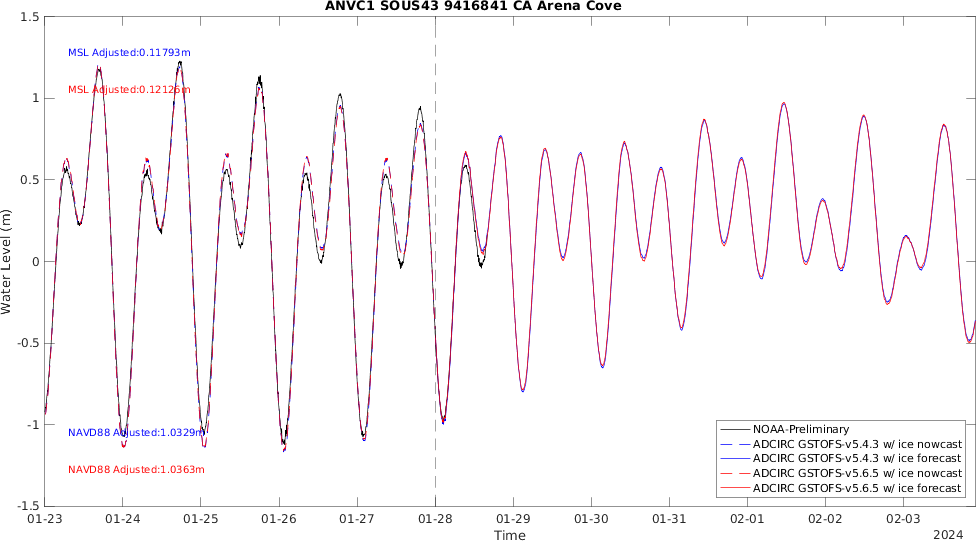 ANVC1 SOUS43 9416841 CA Arena Cove
1.5
MSL Adjusted:0.11793m
1
MSL Adjusted:0.12125m
0.5
Water Level (m)
0
-0.5
-1
NAVD88 Adjusted:1.0329m
NAVD88 Adjusted:1.0363m
-1.5
NOAA-Preliminary
ADCIRC GSTOFS-v5.4.3 w/ ice nowcast
ADCIRC GSTOFS-v5.4.3 w/ ice forecast
ADCIRC GSTOFS-v5.6.5 w/ ice nowcast
ADCIRC GSTOFS-v5.6.5 w/ ice forecast
01-23 01-24 01-25 01-26 01-27 01-28 01-29 01-30 01-31 02-01 02-02 02-03
Time
2024